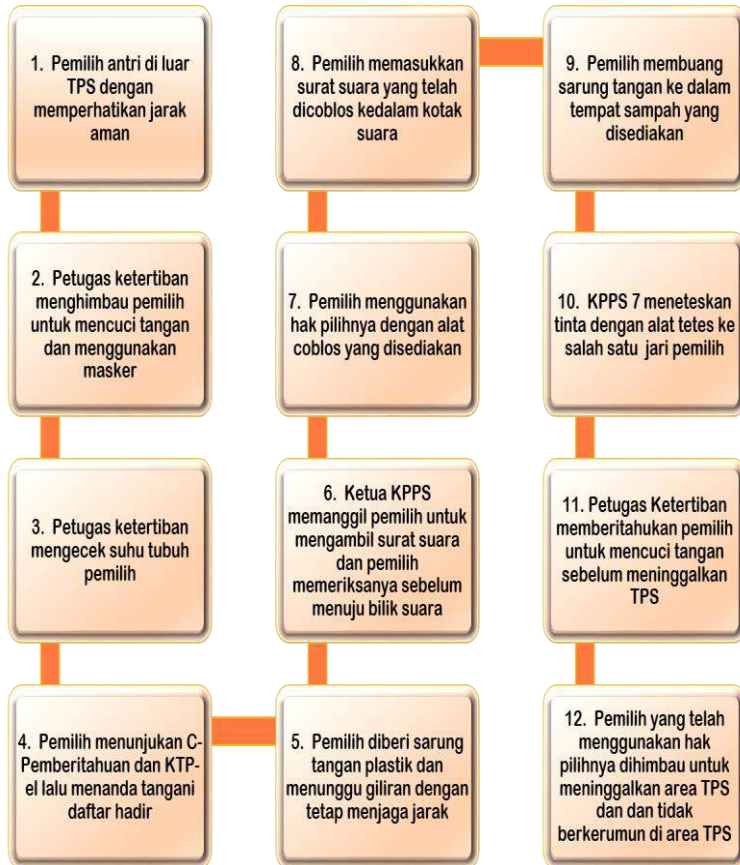 1. Pemilih antri di luar
TPS dengan
memperhatikan jarak
aman
2. Petugas ketertiban
menghimbau pemilih
untuk mencuci tangan
dan menggunakan
masker
3. Petugas ketertiban
mengecek suhu tubuh
pemilih
4. Pemilih menunjukan C-
Pemberitahuan dan KTP-
el lalu menanda tangani
daftar hadir
5. Pemilih diberi sarung
tangan plastik dan
menunggu giliran dengan
tetap menjaga jarak
6. Ketua KPPS
memanggil pemilih untuk
mengambil surat suara
dan pemilih
memeriksanya sebelum
menuju bilik suara
7. Pemilih menggunakan
hak pilihnya dengan alat
coblos yang disediakan
8. Pemilih memasukkan
surat suara yang telah
dicoblos kedalam kotak
suara
9. Pemilih membuang
sarung tangan ke dalam
tempat sampah yang
disediakan
10. KPPS 7 meneteskan
tinta dengan alat tetes ke
salah satu jari pemilih
11. Petugas Ketertiban
memberitahukan pemilih
untuk mencuci tangan
sebelum meninggalkan
TPS
12. Pemilih yang telah
menggunakan hak
pilihnya dihimbau untuk
meninggalkan area TPS
dan dan tidak
berkerumun di area TPS